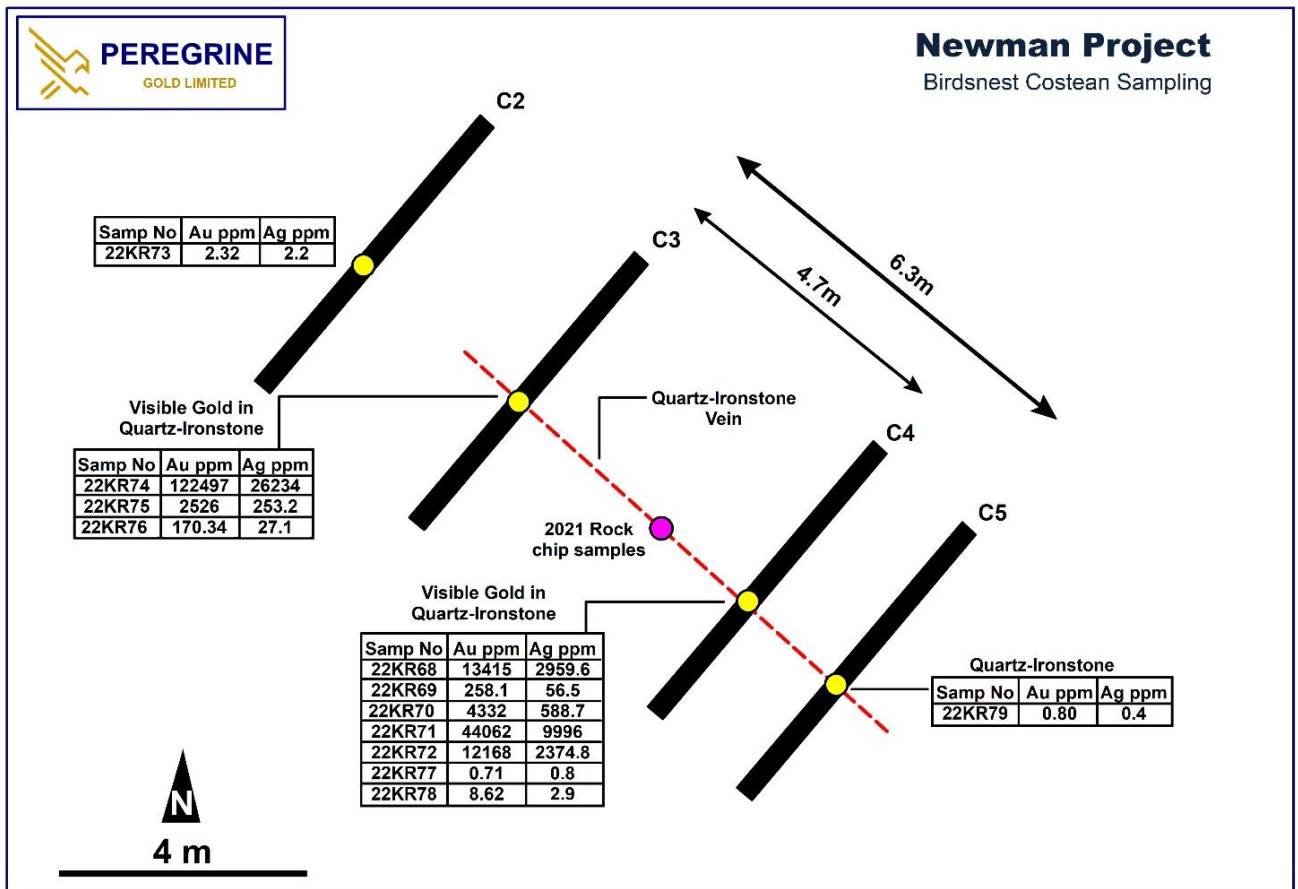 PEREGRINE
GOLD LIMITED
Newman Project
Birdsnest Costean Sampling
C2
Samp No Au ppm Ag ppm
22KR73 2.32 2.2
C3
4.7m
6.3m
Visible Gold in
Quartz-Ironstone
Samp No Au ppm Ag ppm
22KR74 122497 26234
22KR75 2526 253.2
22KR76 170.34 27.1
Quartz-Ironstone
Vein
C4
2021 Rock
chip samples
C5
Visible Gold in
Quartz-Ironstone
Samp No Au ppm Ag ppm
22KR68 13415 2959.6
22KR69 258.1 56.5
22KR70 4332 588.7
22KR71 44062 9996
22KR72 12168 2374.8
22KR77 0.71 0.8
22KR78 8.62 2.9
Quartz-Ironstone
Samp No Au ppm Ag ppm
22KR79 0.80 0.4
N
4 m